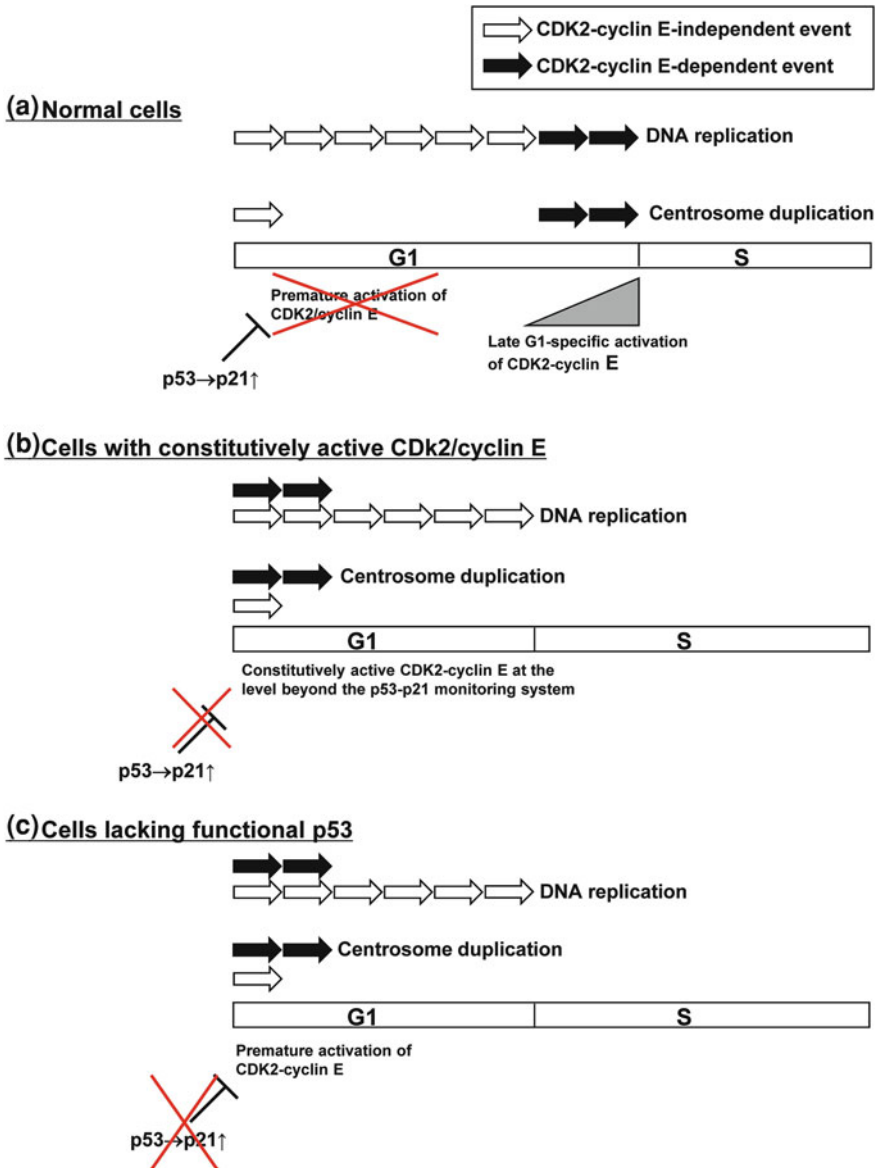 CDK2-cyclin E-independent event
CDK2-cyclin E-dependent event
(a)Normal cells
DNA replication
Centrosome duplication
G1 S
Premature activation of
CDK2/cyclin E
Late G1-specific activation
of CDK2-cyclin E
p53→p21↑
(b)Cells with constitutively active CDk2/cyclin E
DNA replication
Centrosome duplication
G1 S
Constitutively active CDK2-cyclin E at the
level beyond the p53-p21 monitoring system
p53→p21↑
(c)Cells lacking functional p53
DNA replication
Centrosome duplication
G1 S
Premature activation of
CDK2-cyclin E
p53→p21↑